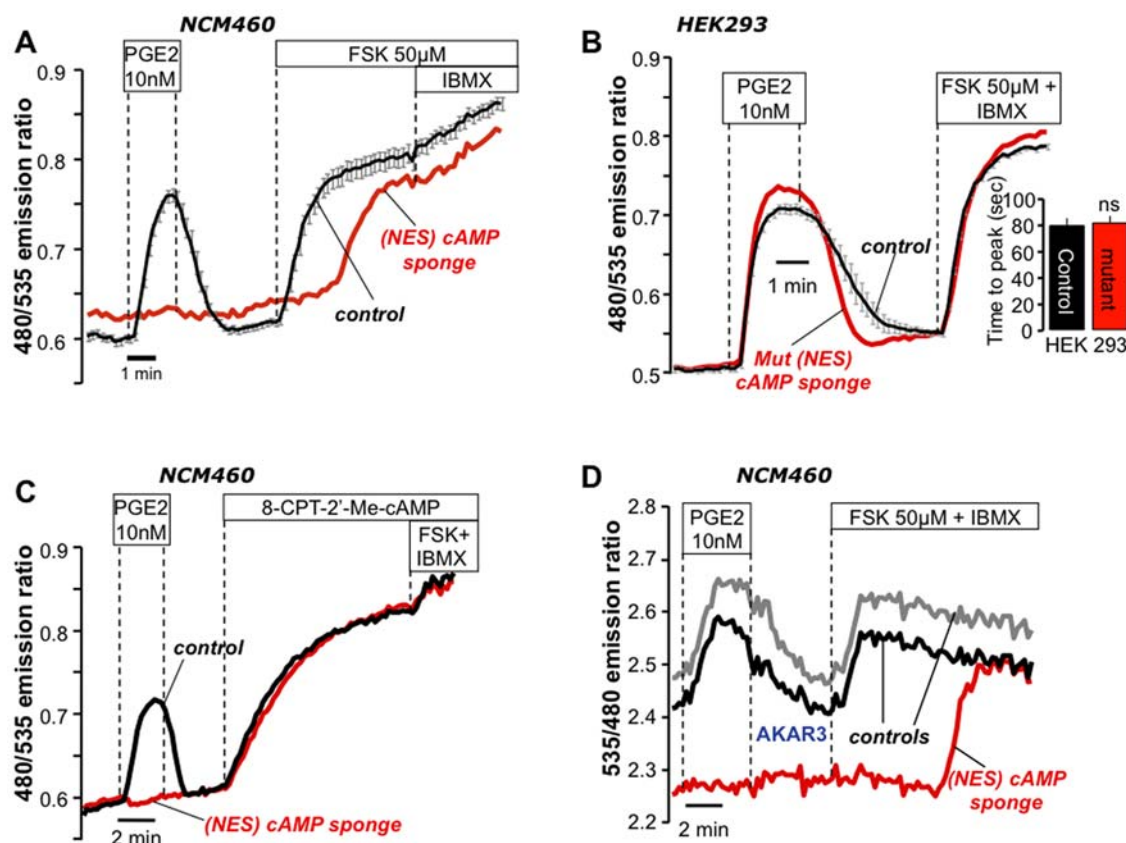 A
NCM460
PGE2
10nM
FSK 50µM
IBMX
480/535 emission ratio
0.9
0.8
0.7
0.6
(NES) cAMP
sponge
control
1 min
B
HEK293
PGE2
10nM
FSK 50µM +
IBMX
480/535 emission ratio
0.9
0.8
0.7
0.6
0.5
control
1 min
Mut (NES)
cAMP sponge
Time to peak (sec)
100
80
60
40
20
0
ns
Control
mutant
HEK 293
C
NCM460
PGE2
10nM
8-CPT-2'-Me-cAMP
FSK+
IBMX
480/535 emission ratio
0.9
0.8
0.7
0.6
control
2 min
(NES) cAMP sponge
D
NCM460
PGE2
10nM
FSK 50µM + IBMX
535/480 emission ratio
2.8
2.7
2.6
2.5
2.4
2.3
2.2
AKAR3
controls
(NES) cAMP
sponge
2 min